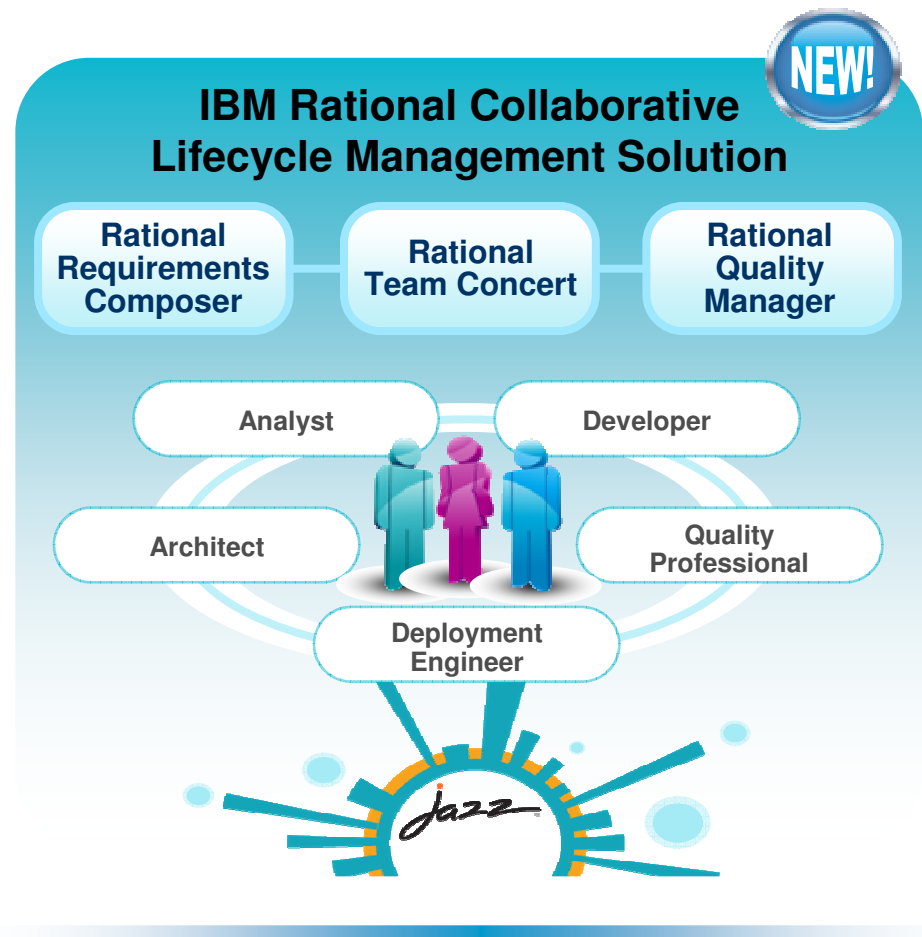 NEW!
IBM Rational Collaborative
Lifecycle Management Solution
Rational
Requirements
Composer
Rational
Team Concert
Rational
Quality
Manager
Analyst
Developer
Architect
Quality
Professional
Deployment
Engineer
jazz